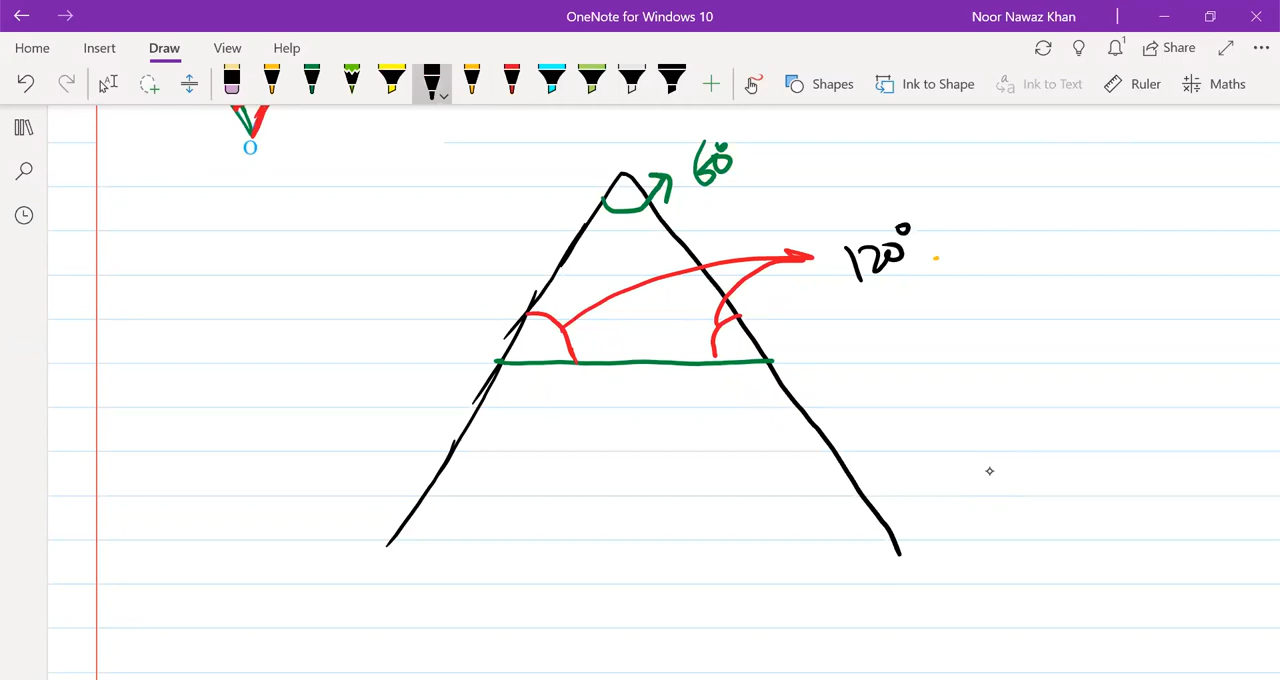 OneNote for Windows 10
Noor Nawaz Khan
Home Insert Draw View Help
1
Share
Shapes
Ink to Shape
Ink to Text
Ruler
Maths
O
60°
120°